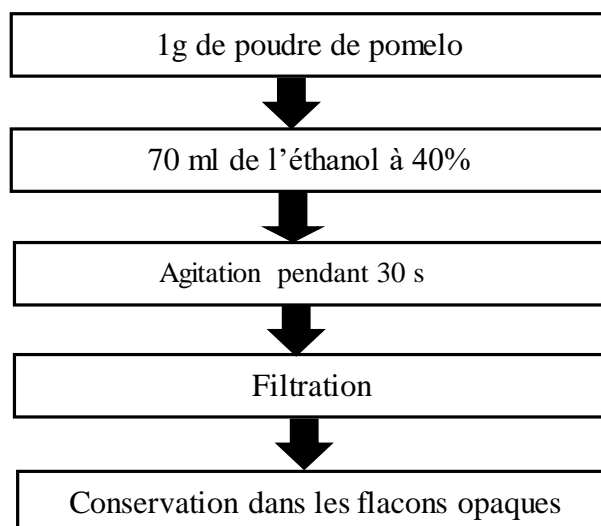 1g de poudre de pomelo
70 ml de l’éthanol à 40%
Agitation pendant 30 s
Filtration
Conservation dans les flacons opaques